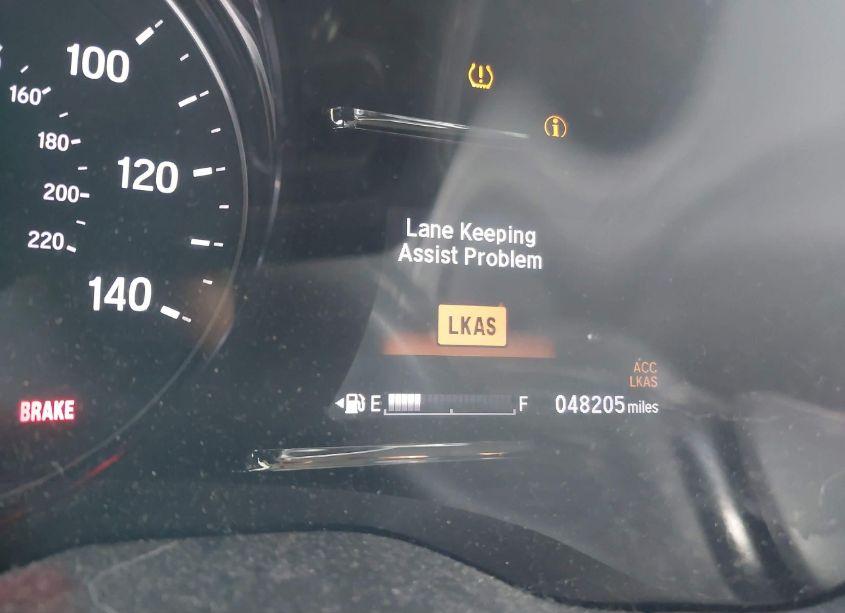 100
160
180
120
200
220
140
Lane Keeping
Assist Problem
LKAS
ACC
LKAS
BRAKE
E F 048205 miles